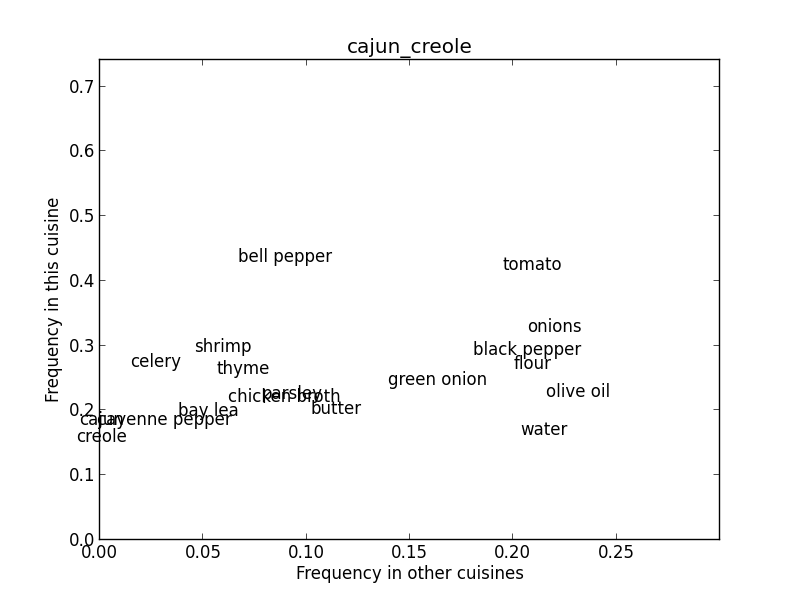 cajun_creole
Frequency in this cuisine
0.7
0.6
0.5
0.4
0.3
0.2
0.1
0.0
bell pepper
tomato
onions
shrimp
black pepper
celery
thyme
flour
green onion
chicken broth
parsley
olive oil
bay lea
butter
cajun
cayenne pepper
creole
water
0.00 0.05 0.10 0.15 0.20 0.25
Frequency in other cuisines